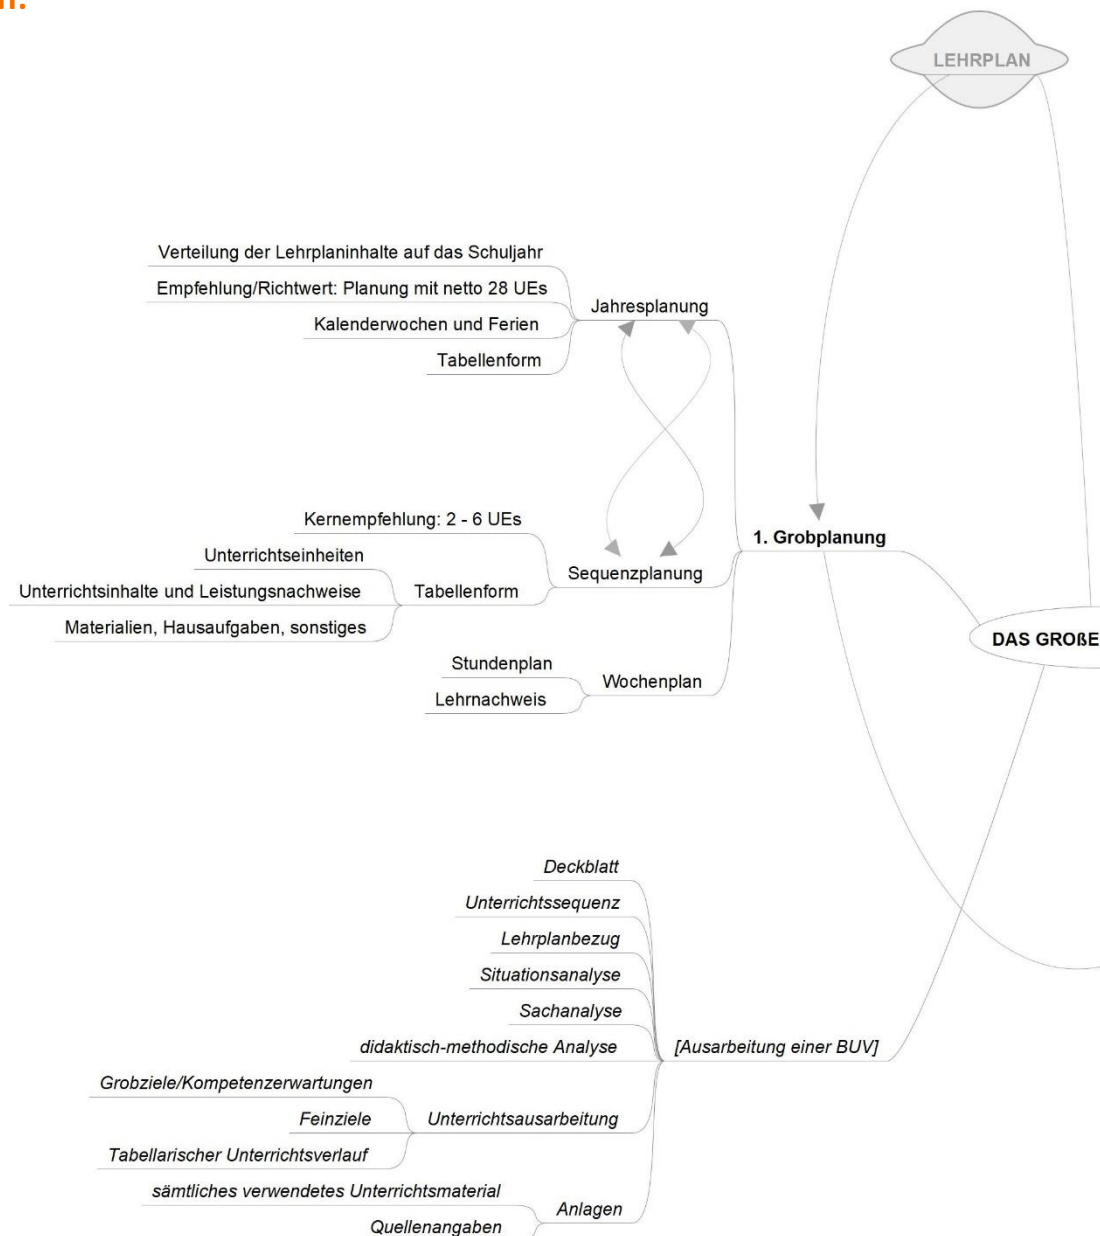 LEHRPLAN
Verteilung der Lehrplaninhalte auf das Schuljahr
Empfehlung/Richtwert: Planung mit netto 28 UEs
Jahresplanung
Kalenderwochen und Ferien
Tabellenform
Kernempfehlung: 2 - 6 UEs
1. Grobplanung
Unterrichtseinheiten
Sequenzplanung
Unterrichtsinhalte und Leistungsnachweise
Tabellenform
Materialien, Hausaufgaben, sonstiges
DAS GROßE
Stundenplan
Wochenplan
Lehrnachweis
Deckblatt
Unterrichtssequenz
Lehrplanbezug
Situationsanalyse
Sachanalyse
didaktisch-methodische Analyse
[Ausarbeitung einer BUV]
Grobziele/Kompetenzerwartungen
Feinziele
Unterrichtsausarbeitung
Tabellarischer Unterrichtsverlauf
sämtliches verwendetes Unterrichtsmaterial
Anlagen
Quellenangaben